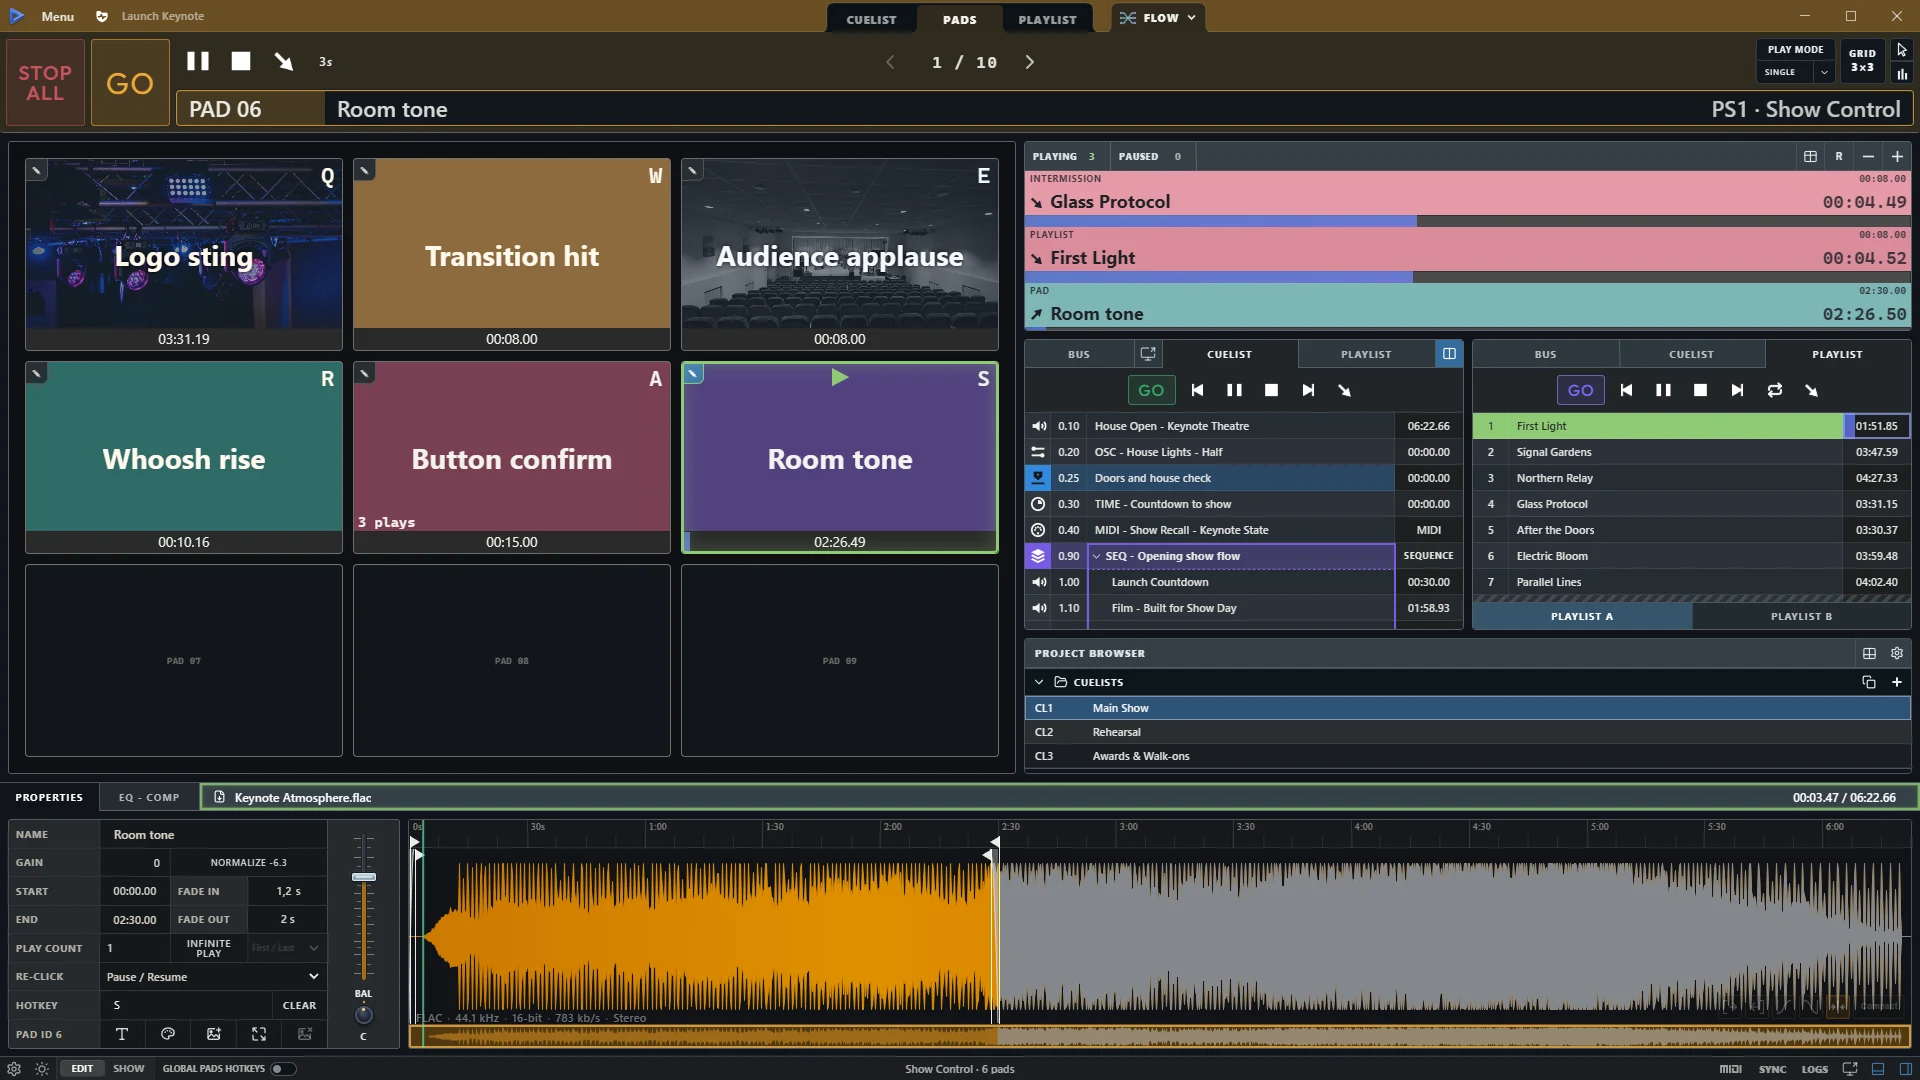 Menu
Launch Keynote
CUELIST
PADS
PLAYLIST
FLOW
STOP ALL
GO
3s
1 / 10
PLAY MODE
SINGLE
GRID
3×3
PAD 06
Room tone
PS1 · Show Control
Q
Logo sting
03:31.19
W
Transition hit
00:08.00
E
Audience applause
00:08.00
R
Whoosh rise
00:10.16
A
Button confirm
3 plays
00:15.00
S
Room tone
02:26.49
PAD 07
PAD 08
PAD 09
PLAYING 3
PAUSED 0
R
INTERMISSION 00:08.00
Glass Protocol 00:04.49
PLAYLIST 00:08.00
First Light 00:04.52
PAD 02:30.00
Room tone 02:26.50
BUS
CUELIST
PLAYLIST
GO
0.10 House Open - Keynote Theatre 06:22.66
0.20 OSC - House Lights - Half 00:00.00
0.25 Doors and house check 00:00.00
0.30 TIME - Countdown to show 00:00.00
0.40 MIDI - Show Recall - Keynote State MIDI
0.90 SEQ - Opening show flow SEQUENCE
1.00 Launch Countdown 00:30.00
1.10 Film - Built for Show Day 01:58.93
BUS
CUELIST
PLAYLIST
GO
1 First Light 01:51.85
2 Signal Gardens 03:47.59
3 Northern Relay 04:27.33
4 Glass Protocol 03:31.15
5 After the Doors 03:30.37
6 Electric Bloom 03:59.48
7 Parallel Lines 04:02.40
PLAYLIST A
PLAYLIST B
PROJECT BROWSER
CUELISTS
CL1 Main Show
CL2 Rehearsal
CL3 Awards & Walk-ons
PROPERTIES
EQ - COMP
Keynote Atmosphere.flac
00:03.47 / 06:22.66
NAME Room tone
GAIN 0 NORMALIZE -6.3
START 00:00.00 FADE IN 1,2 s
END 02:30.00 FADE OUT 2 s
PLAY COUNT 1 INFINITE PLAY First / Last
RE-CLICK Pause / Resume
HOTKEY S CLEAR
PAD ID 6
BAL
C
0s 30s 1:00 1:30 2:00 2:30 3:00 3:30 4:00 4:30 5:00 5:30 6:00
FLAC · 44.1 kHz · 16-bit · 783 kb/s · Stereo
Compact
EDIT
SHOW
GLOBAL PADS HOTKEYS
Show Control · 6 pads
MIDI
SYNC
LOGS